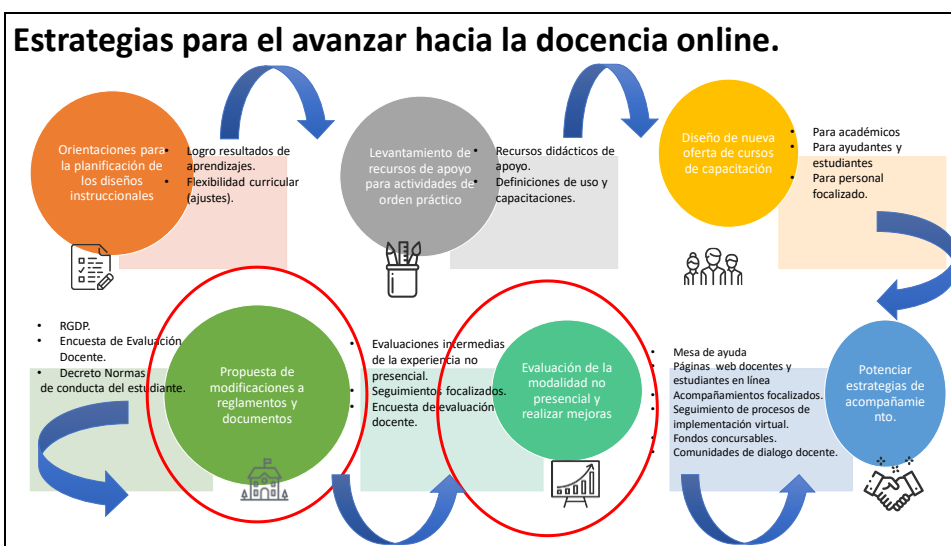 Estrategias para el avanzar hacia la docencia online.
Orientaciones para
la planificación de
los diseños
instruccionales
• Logro resultados de
aprendizajes.
• Flexibilidad curricular
(ajustes).
Levantamiento de
recursos de apoyo
para actividades de
orden práctico
• Recursos didácticos de
apoyo.
• Definiciones de uso y
capacitaciones.
Diseño de nueva
oferta de cursos
de capacitación
• Para académicos
• Para ayudantes y
estudiantes
• Para personal
focalizado.
• RGDP.
• Encuesta de Evaluación
Docente.
• Decreto Normas
de conducta del estudiante.
Propuesta de
modificaciones a
reglamentos y
documentos
• Evaluaciones intermedias
de la experiencia no
presencial.
• Seguimientos focalizados.
• Encuesta de evaluación
docente.
Evaluación de la
modalidad no
presencial y
realizar mejoras
• Mesa de ayuda
• Páginas web docentes y
estudiantes en línea
• Acompañamientos focalizados.
• Seguimiento de procesos de
implementación virtual.
• Fondos concursables.
• Comunidades de dialogo docente.
Potenciar
estrategias de
acompañamie
nto.